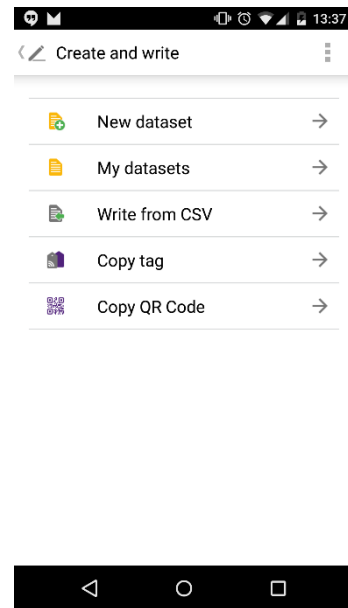 13:37
Create and write
New dataset
My datasets
Write from CSV
Copy tag
Copy QR Code